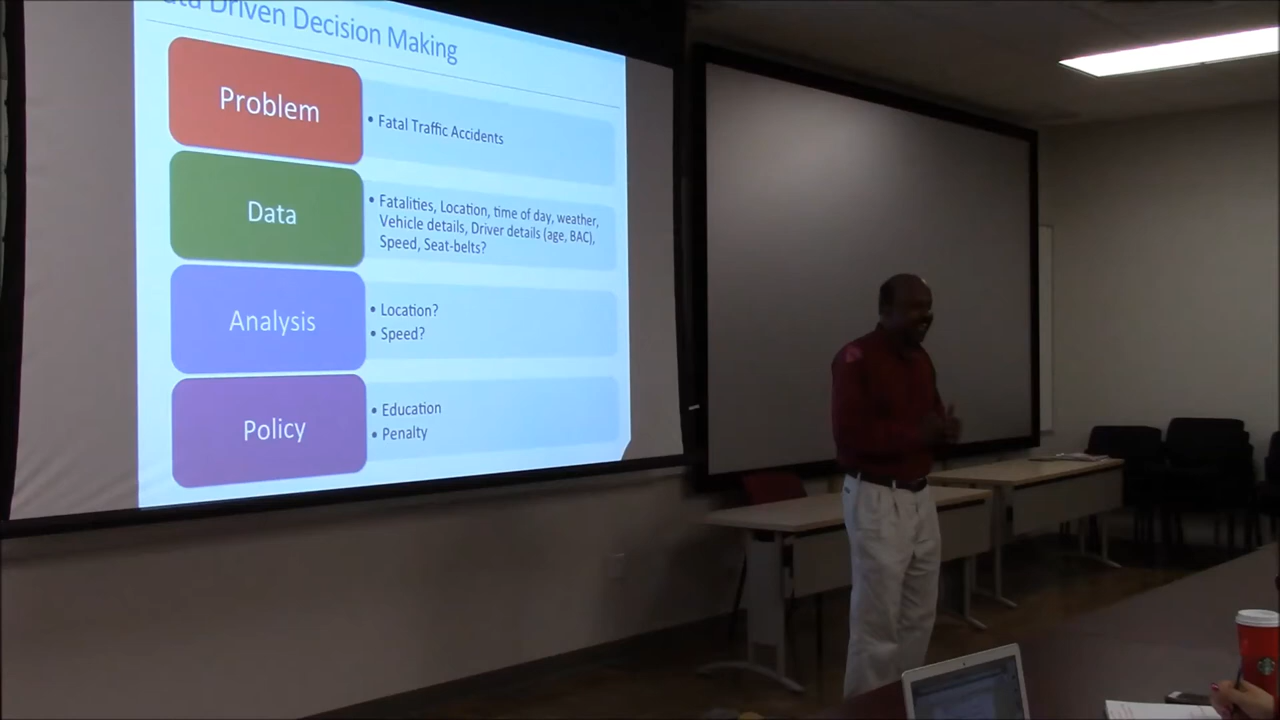 Driven Decision Making
Problem
• Fatal Traffic Accidents
Data
• Fatalities, Location, time of day, weather,
Vehicle details, Driver details (age, BAC),
Speed, Seat-belts?
Analysis
• Location?
• Speed?
Policy
• Education
• Penalty